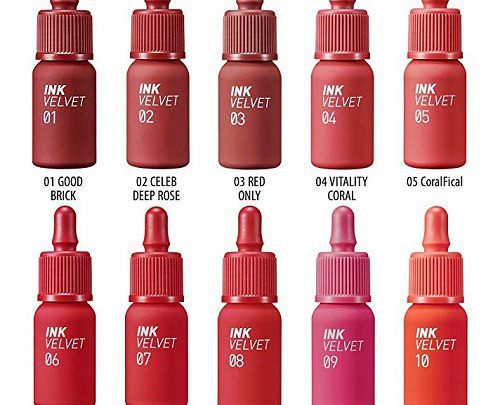 INK
VELVET
01
INK
VELVET
02
INK
VELVET
03
INK
VELVET
04
INK
VELVET
05
01 GOOD
BRICK
02 CELEB
DEEP ROSE
03 RED
ONLY
04 VITALITY
CORAL
05 CoralFical
INK
VELVET
06
INK
VELVET
07
INK
VELVET
08
INK
VELVET
09
INK
VELVET
10